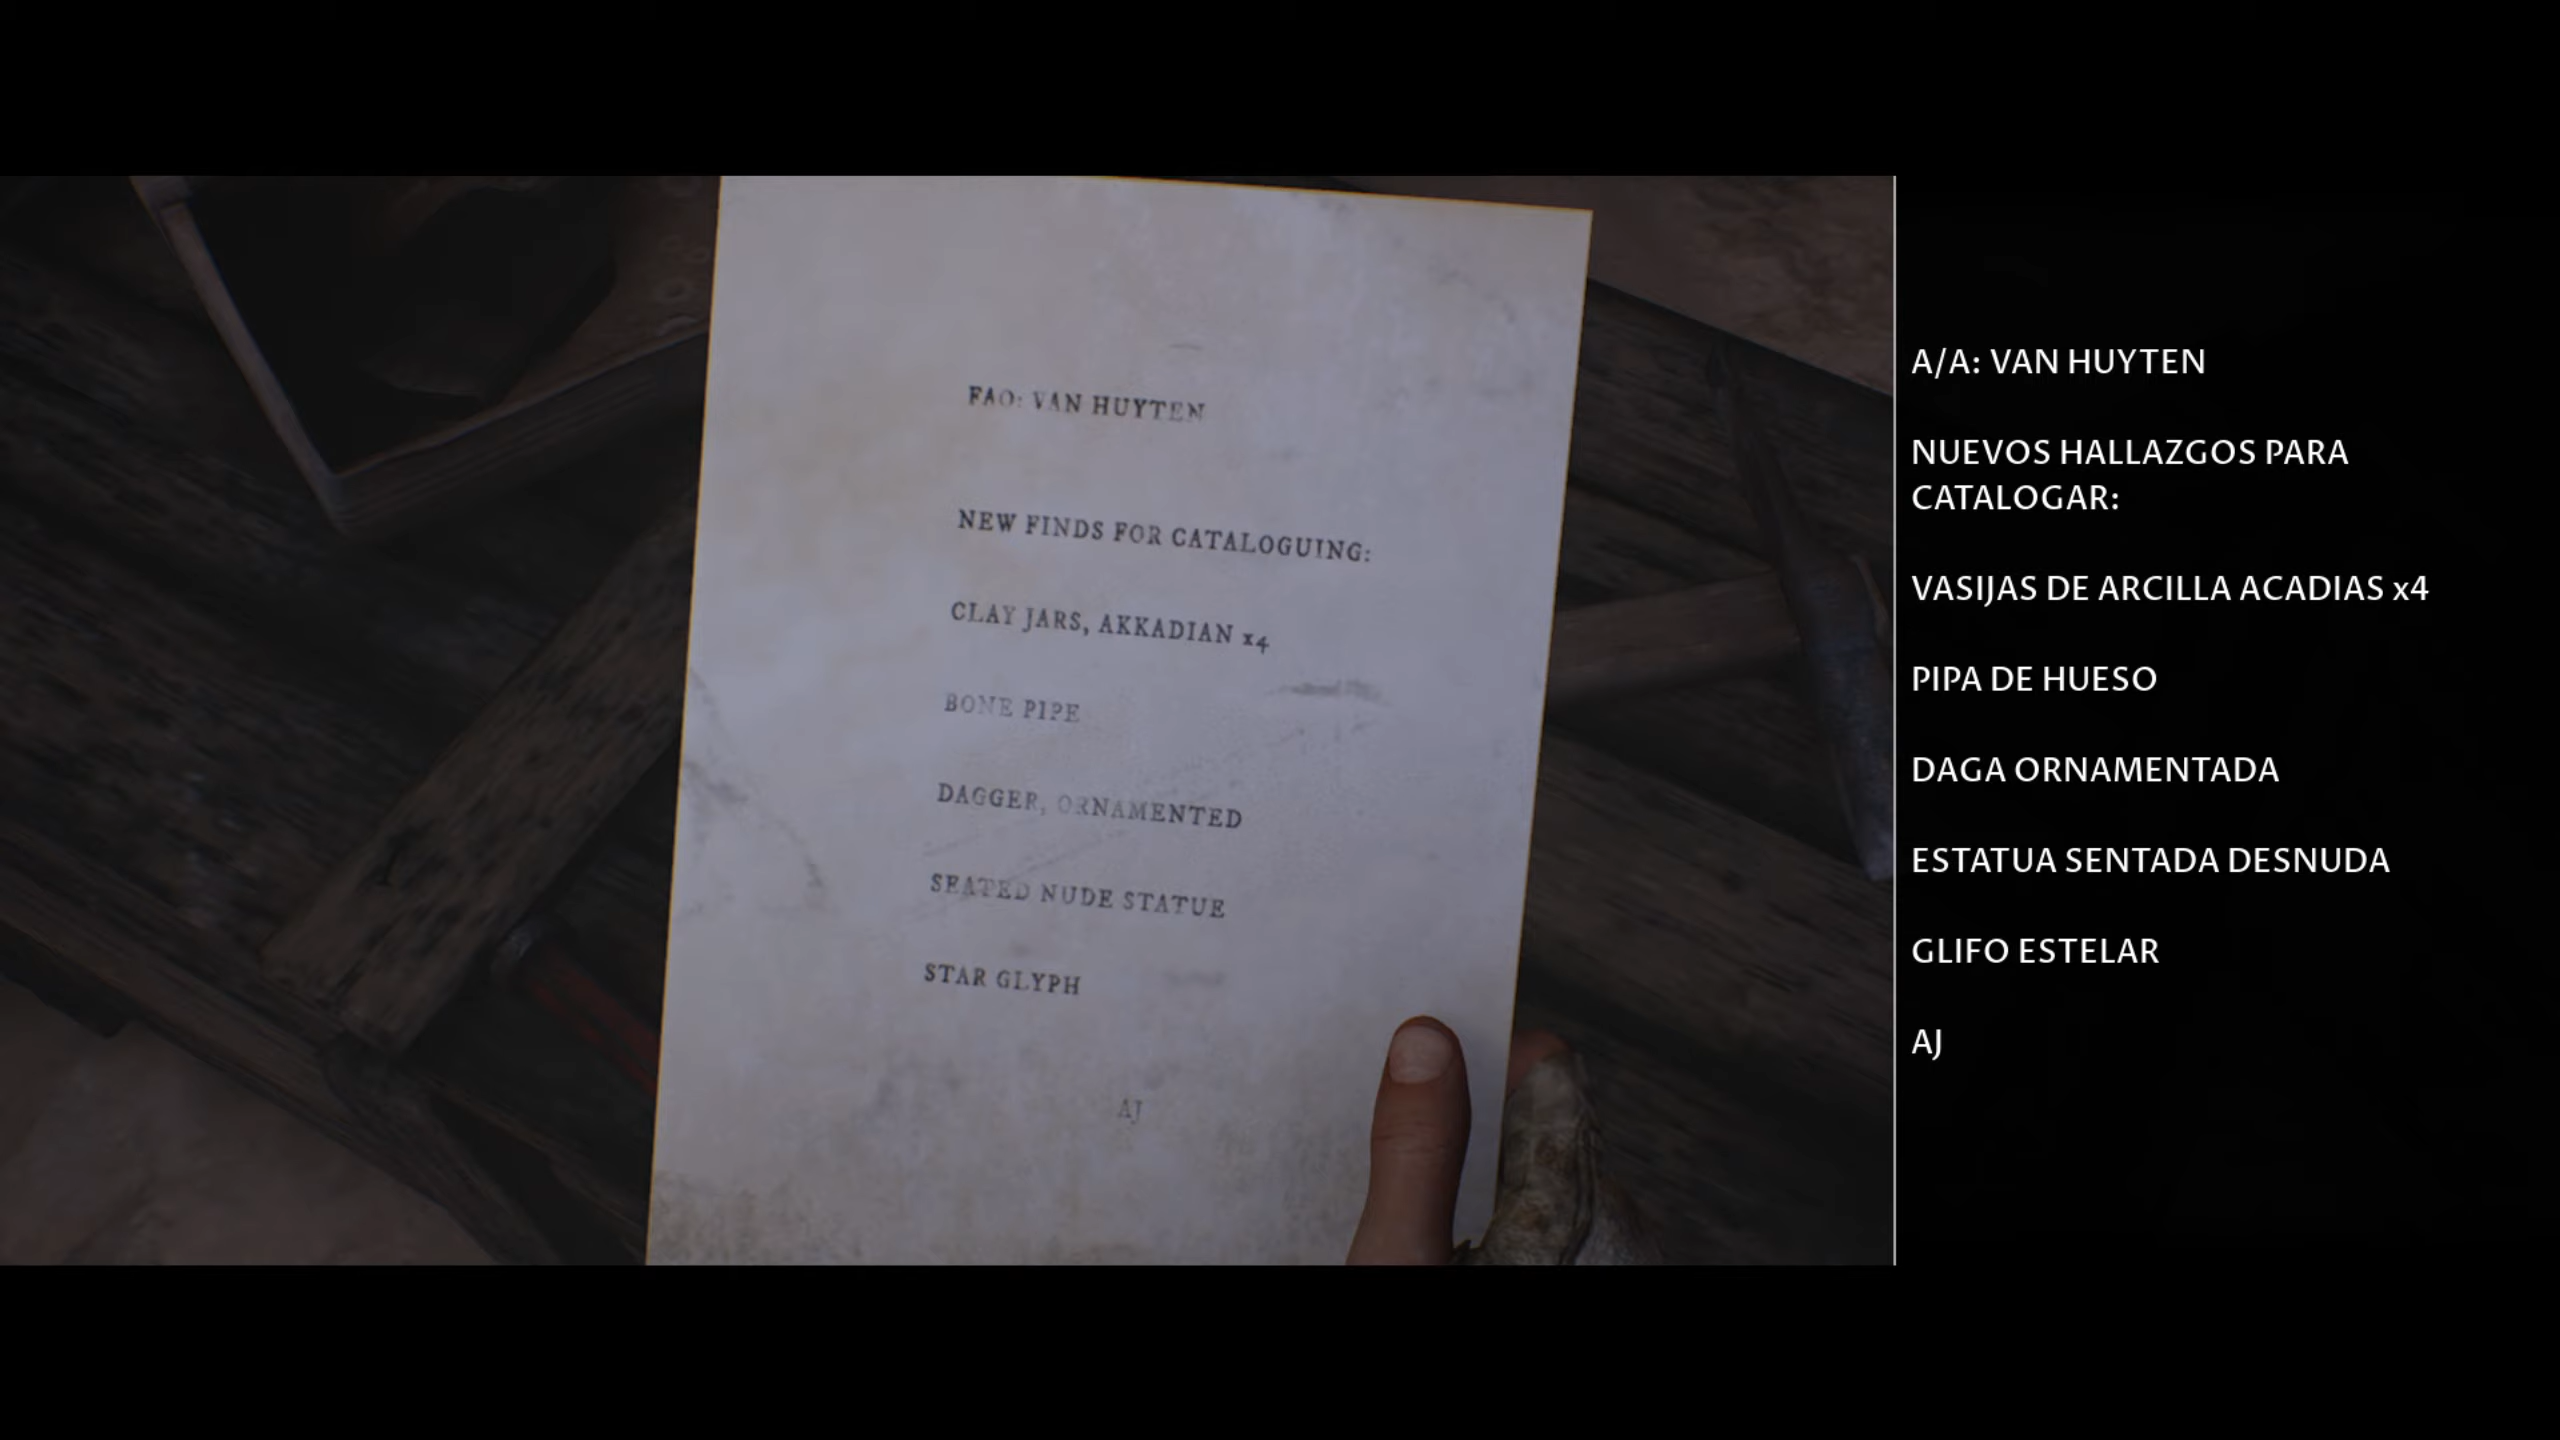 FAO: VAN HUYTEN
NEW FINDS FOR CATALOGUING:
CLAY JARS, AKKADIAN x4
BONE PIPE
DAGGER, ORNAMENTED
SEATED NUDE STATUE
STAR GLYPH
AJ
A/A: VAN HUYTEN
NUEVOS HALLAZGOS PARA
CATALOGAR:
VASIJAS DE ARCILLA ACADIAS x4
PIPA DE HUESO
DAGA ORNAMENTADA
ESTATUA SENTADA DESNUDA
GLIFO ESTELAR
AJ